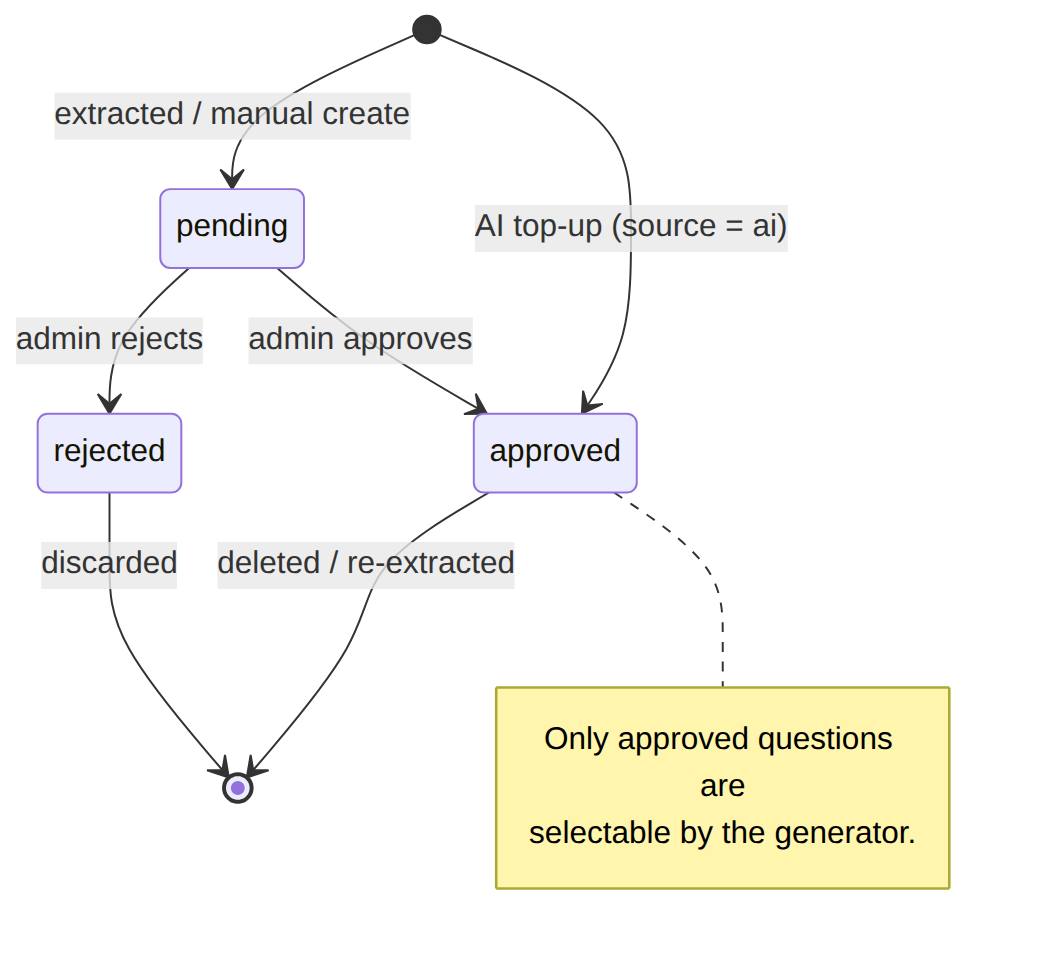 extracted / manual create
pending
AI top-up (source = ai)
admin rejects
admin approves
rejected
approved
discarded
deleted / re-extracted
Only approved questions
are
selectable by the generator.